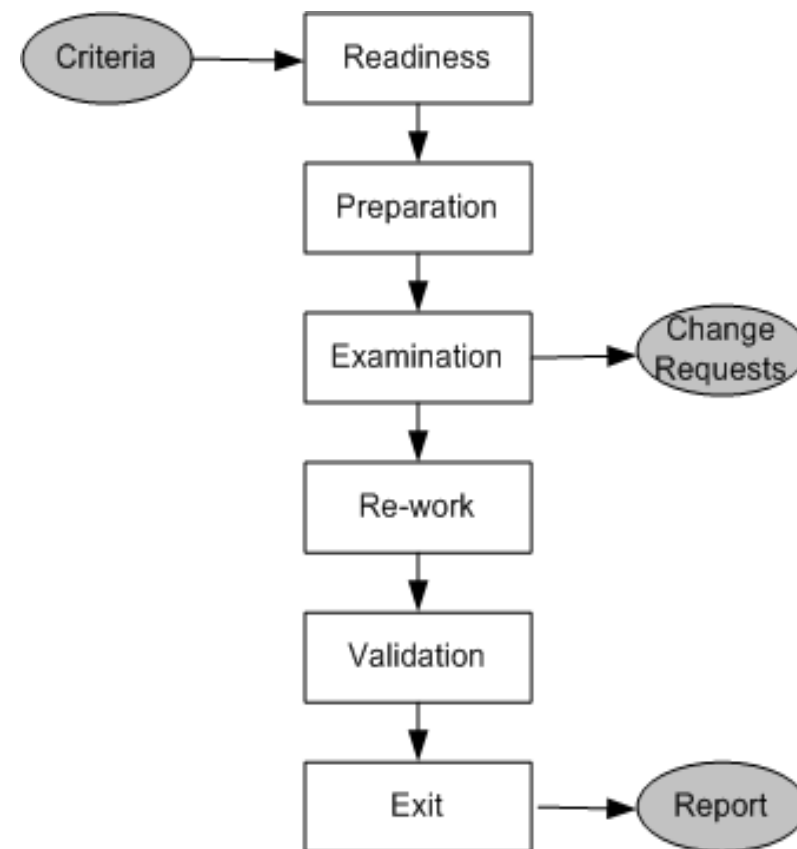 Criteria
Readiness
Preparation
Examination
Change
Requests
Re-work
Validation
Exit
Report